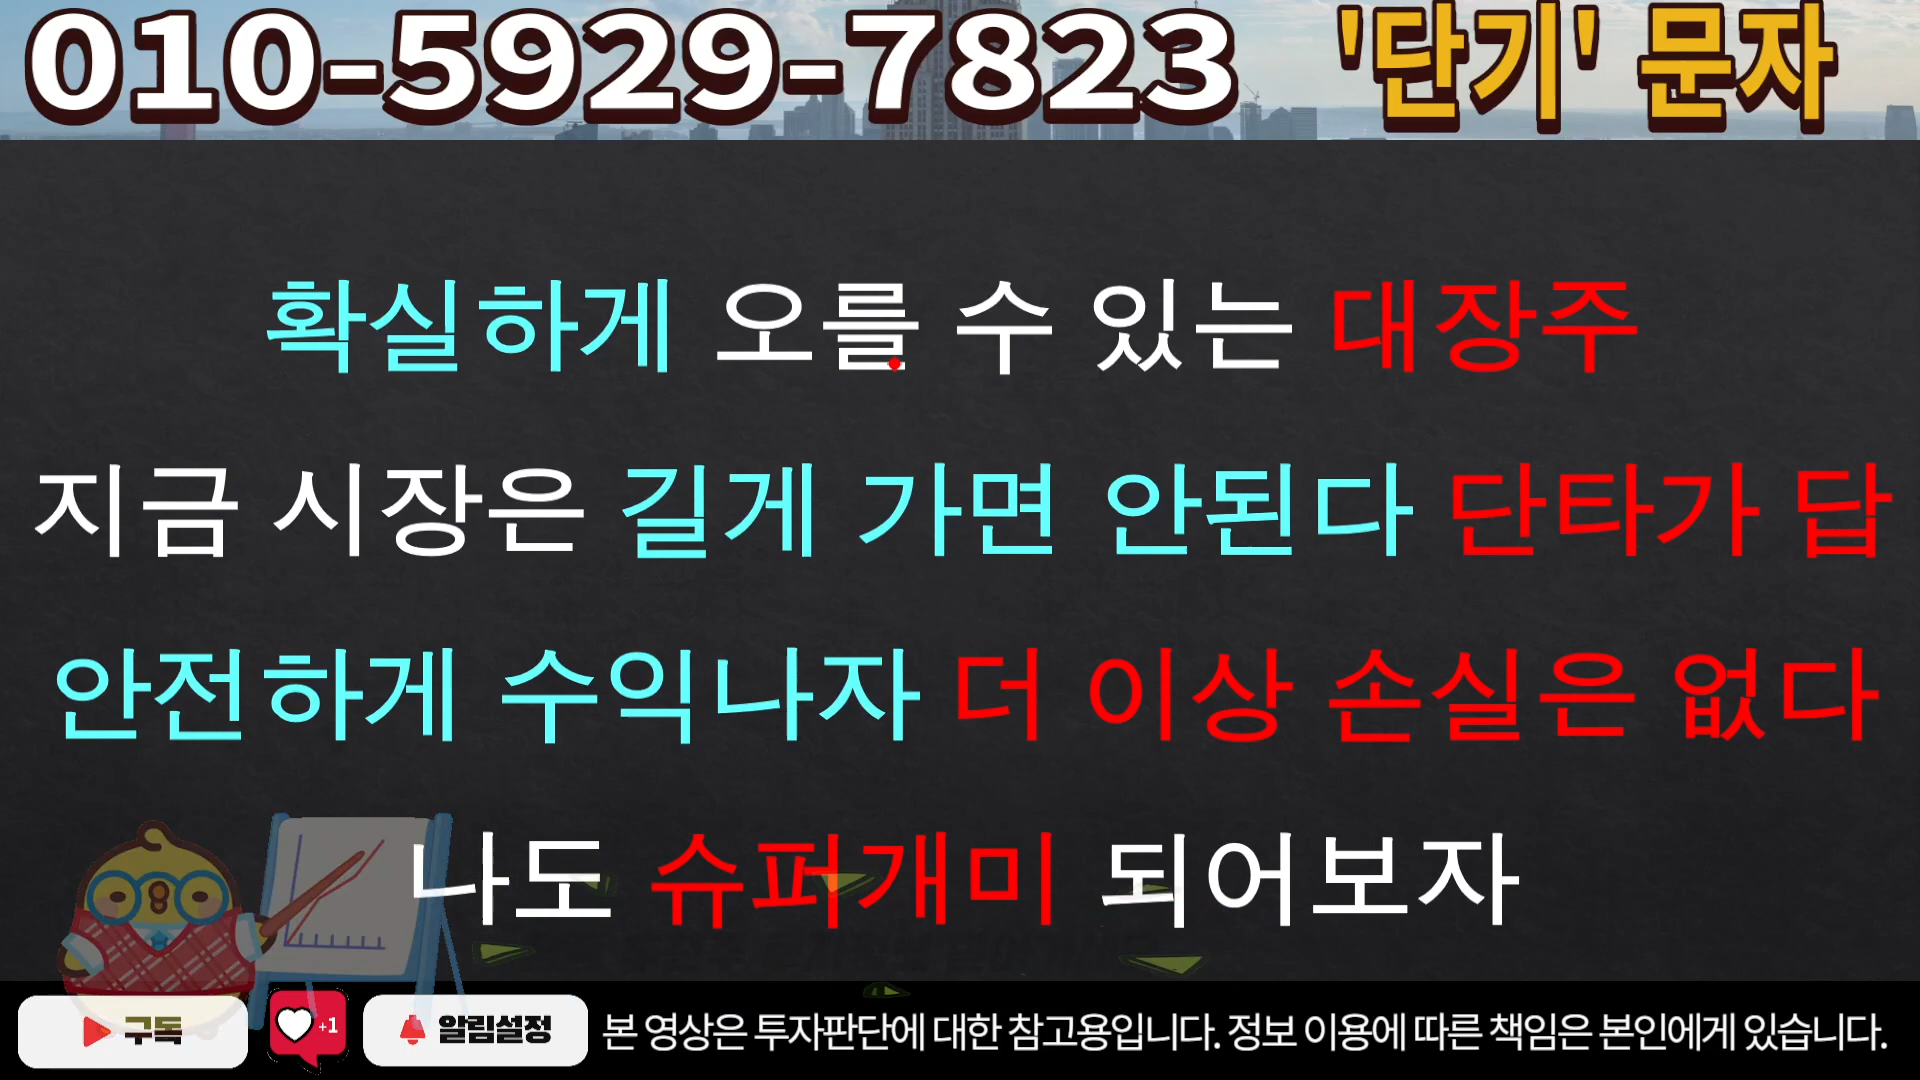 010-5929-7823 '단기' 문자
확실하게 오를 수 있는 대장주
지금 시장은 길게 가면 안된다 단타가 답
안전하게 수익나자 더 이상 손실은 없다
나도 슈퍼개미 되어보자
구독 +1 알림설정 본 영상은 투자판단에 대한 참고용입니다. 정보 이용에 따른 책임은 본인에게 있습니다.